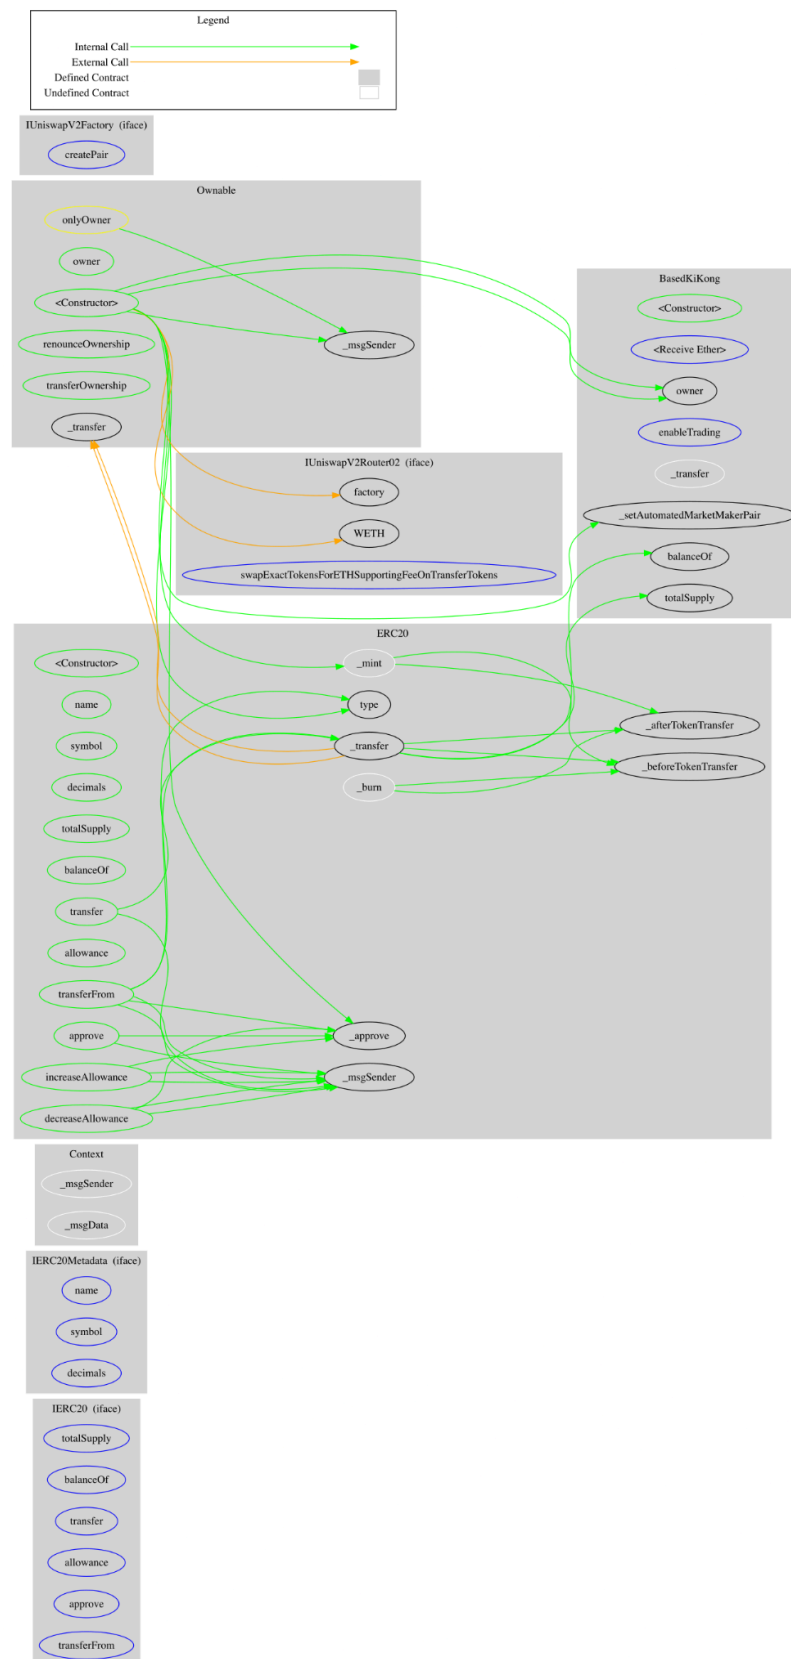 Legend
Internal Call
External Call
Defined Contract
Undefined Contract
IUniswapV2Factory (iface)
createPair
Ownable
onlyOwner
owner
<Constructor>
renounceOwnership
transferOwnership
_transfer
_msgSender
BasedKiKong
<Constructor>
<Receive Ether>
owner
enableTrading
_transfer
_setAutomatedMarketMakerPair
balanceOf
totalSupply
IUniswapV2Router02 (iface)
factory
WETH
swapExactTokensForETHSupportingFeeOnTransferTokens
ERC20
<Constructor>
name
symbol
decimals
totalSupply
balanceOf
transfer
allowance
transferFrom
approve
increaseAllowance
decreaseAllowance
_mint
type
_transfer
_burn
_approve
_msgSender
_afterTokenTransfer
_beforeTokenTransfer
Context
_msgSender
_msgData
IERC20Metadata (iface)
name
symbol
decimals
IERC20 (iface)
totalSupply
balanceOf
transfer
allowance
approve
transferFrom